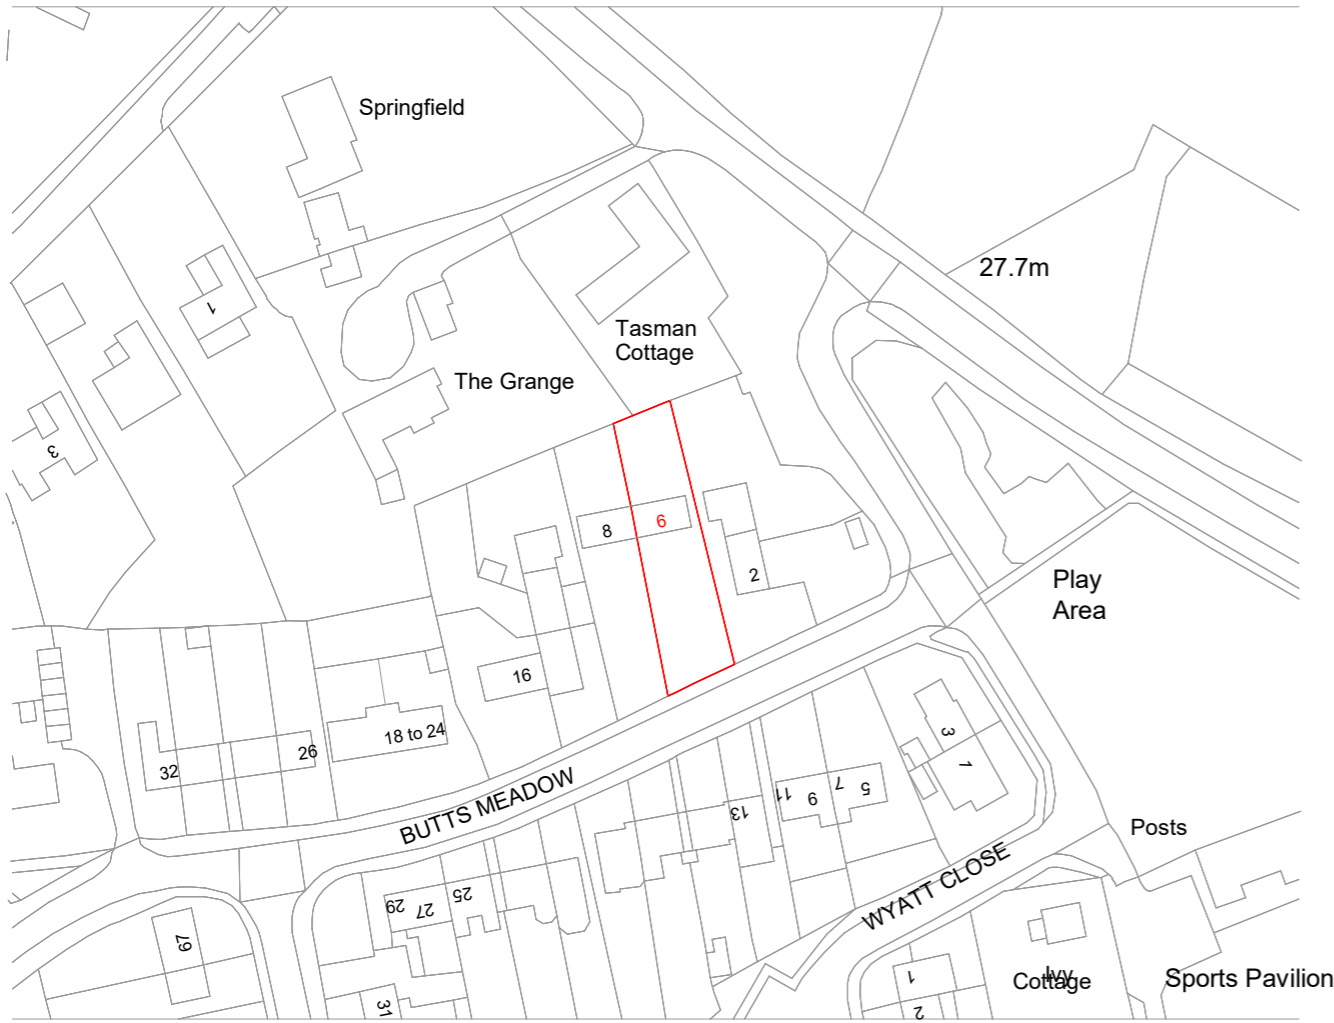 Springfield
27.7m
1
Tasman
Cottage
The Grange
3
8
6
2
Play
Area
16
18 to 24
26
32
3
1
BUTTS MEADOW
13
11
9
7
5
Posts
WYATT CLOSE
29
27
25
67
31
1
2
Ivy
Cottage
Sports Pavilion